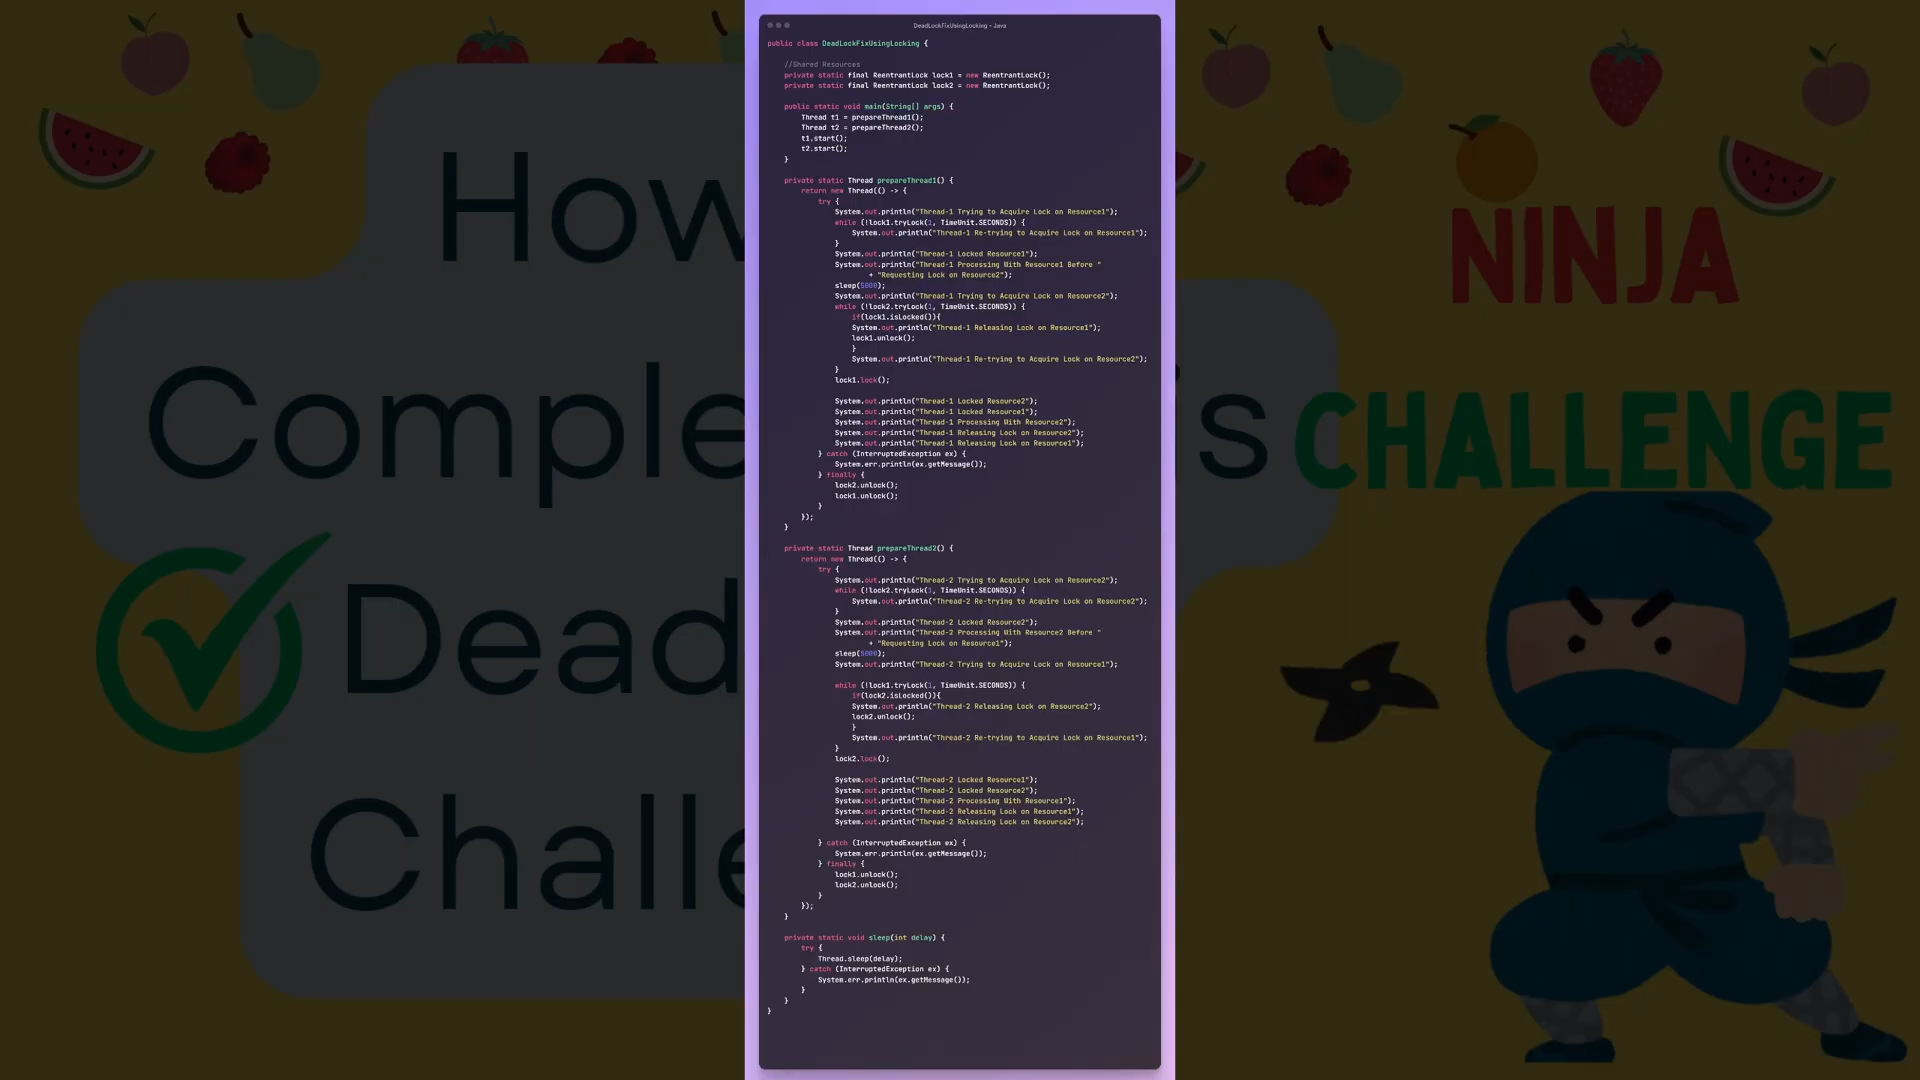 How
Comple s
Dead
Challe
DeadLockFixUsingLocking - Java
public class DeadLockFixUsingLocking {
//Shared Resources
private static final ReentrantLock lock1 = new ReentrantLock();
private static final ReentrantLock lock2 = new ReentrantLock();
public static void main(String[] args) {
Thread t1 = prepareThread1();
Thread t2 = prepareThread2();
t1.start();
t2.start();
}
private static Thread prepareThread1() {
return new Thread(() -> {
try {
System.out.println("Thread-1 Trying to Acquire Lock on Resource1");
while (!lock1.tryLock(1, TimeUnit.SECONDS)) {
System.out.println("Thread-1 Re-trying to Acquire Lock on Resource1");
}
System.out.println("Thread-1 Locked Resource1");
System.out.println("Thread-1 Processing With Resource1 Before "
+ "Requesting Lock on Resource2");
sleep(5000);
System.out.println("Thread-1 Trying to Acquire Lock on Resource2");
while (!lock2.tryLock(1, TimeUnit.SECONDS)) {
if(lock1.isLocked()){
System.out.println("Thread-1 Releasing Lock on Resource1");
lock1.unlock();
}
System.out.println("Thread-1 Re-trying to Acquire Lock on Resource2");
}
lock1.lock();
System.out.println("Thread-1 Locked Resource2");
System.out.println("Thread-1 Locked Resource1");
System.out.println("Thread-1 Processing With Resource2");
System.out.println("Thread-1 Releasing Lock on Resource2");
System.out.println("Thread-1 Releasing Lock on Resource1");
} catch (InterruptedException ex) {
System.err.println(ex.getMessage());
} finally {
lock2.unlock();
lock1.unlock();
}
});
}
private static Thread prepareThread2() {
return new Thread(() -> {
try {
System.out.println("Thread-2 Trying to Acquire Lock on Resource2");
while (!lock2.tryLock(1, TimeUnit.SECONDS)) {
System.out.println("Thread-2 Re-trying to Acquire Lock on Resource2");
}
System.out.println("Thread-2 Locked Resource2");
System.out.println("Thread-2 Processing With Resource2 Before "
+ "Requesting Lock on Resource1");
sleep(5000);
System.out.println("Thread-2 Trying to Acquire Lock on Resource1");
while (!lock1.tryLock(1, TimeUnit.SECONDS)) {
if(lock2.isLocked()){
System.out.println("Thread-2 Releasing Lock on Resource2");
lock2.unlock();
}
System.out.println("Thread-2 Re-trying to Acquire Lock on Resource1");
}
lock2.lock();
System.out.println("Thread-2 Locked Resource1");
System.out.println("Thread-2 Locked Resource2");
System.out.println("Thread-2 Processing With Resource1");
System.out.println("Thread-2 Releasing Lock on Resource1");
System.out.println("Thread-2 Releasing Lock on Resource2");
} catch (InterruptedException ex) {
System.err.println(ex.getMessage());
} finally {
lock1.unlock();
lock2.unlock();
}
});
}
private static void sleep(int delay) {
try {
Thread.sleep(delay);
} catch (InterruptedException ex) {
System.err.println(ex.getMessage());
}
}
}
NINJA
CHALLENGE